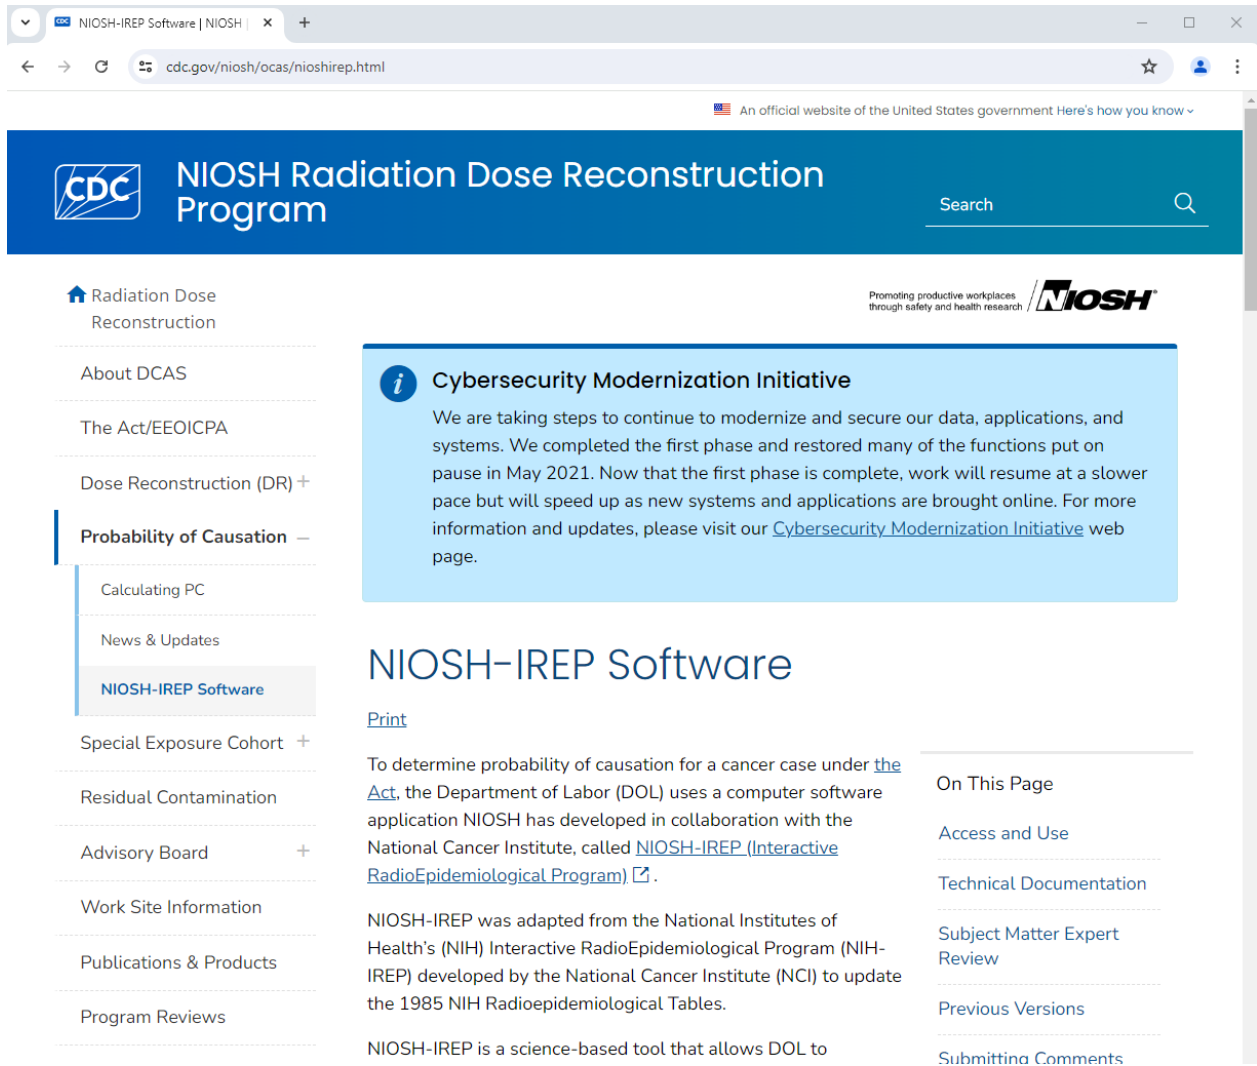 NIOSH-IREP Software | NIOSH |
cdc.gov/niosh/ocas/nioshirep.html
An official website of the United States government Here's how you know
CDC
NIOSH Radiation Dose Reconstruction
Program
Search
Radiation Dose
Reconstruction
About DCAS
The Act/EEOICPA
Dose Reconstruction (DR)
Probability of Causation
Calculating PC
News & Updates
NIOSH-IREP Software
Special Exposure Cohort
Residual Contamination
Advisory Board
Work Site Information
Publications & Products
Program Reviews
Promoting productive workplaces
through safety and health research
NIOSH
Cybersecurity Modernization Initiative
We are taking steps to continue to modernize and secure our data, applications, and
systems. We completed the first phase and restored many of the functions put on
pause in May 2021. Now that the first phase is complete, work will resume at a slower
pace but will speed up as new systems and applications are brought online. For more
information and updates, please visit our Cybersecurity Modernization Initiative web
page.
NIOSH-IREP Software
Print
To determine probability of causation for a cancer case under the
Act, the Department of Labor (DOL) uses a computer software
application NIOSH has developed in collaboration with the
National Cancer Institute, called NIOSH-IREP (Interactive
RadioEpidemiological Program).
NIOSH-IREP was adapted from the National Institutes of
Health's (NIH) Interactive RadioEpidemiological Program (NIH-
IREP) developed by the National Cancer Institute (NCI) to update
the 1985 NIH Radioepidemiological Tables.
NIOSH-IREP is a science-based tool that allows DOL to
On This Page
Access and Use
Technical Documentation
Subject Matter Expert
Review
Previous Versions
Submitting Comments